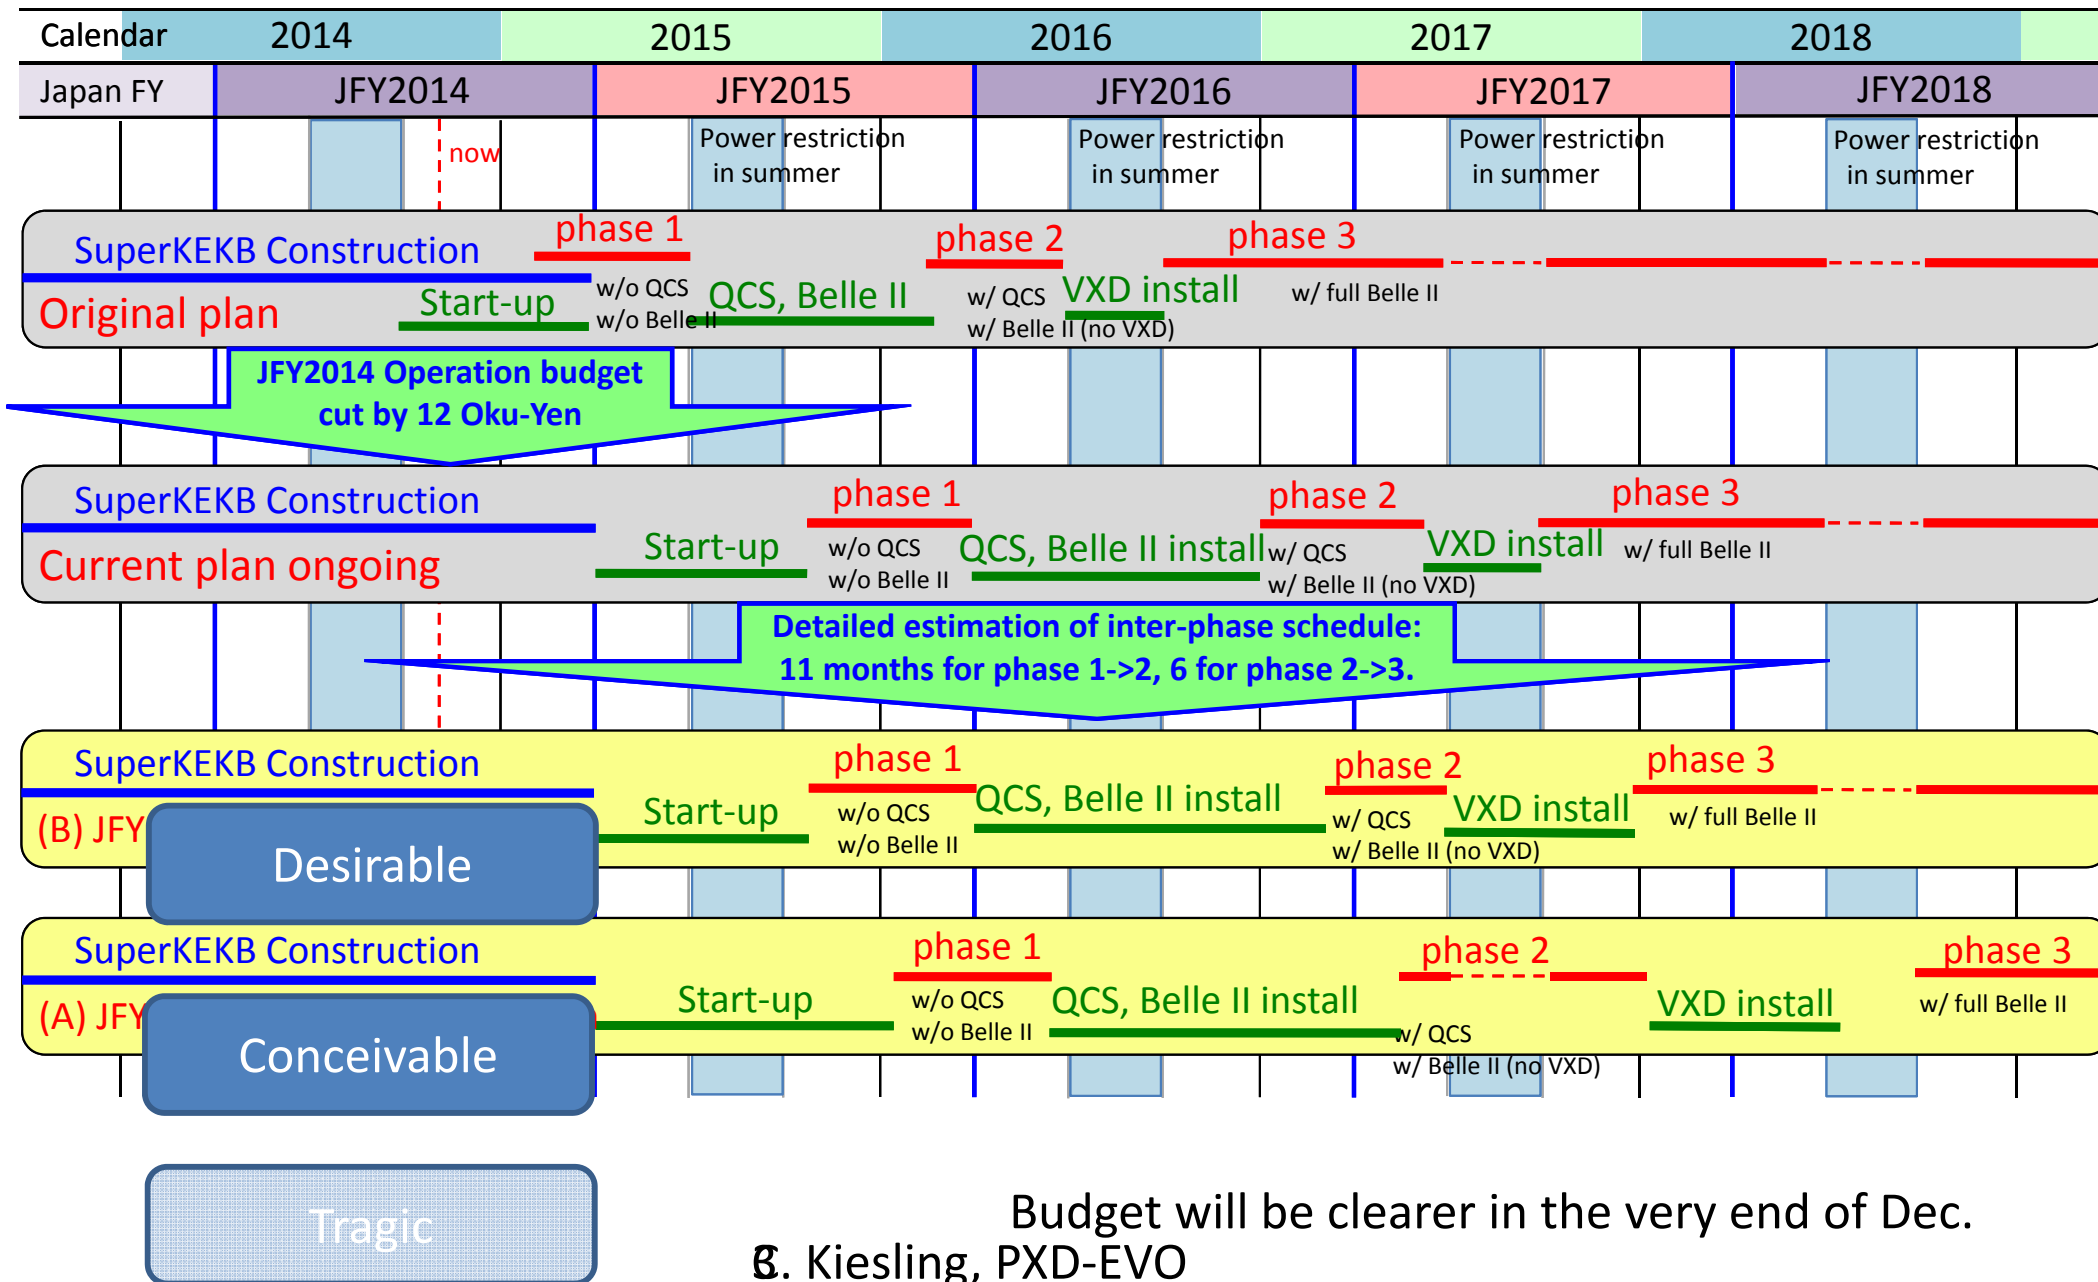 Calendar 2014 2015 2016 2017 2018
Japan FY JFY2014 JFY2015 JFY2016 JFY2017 JFY2018
now
Power restriction
in summer
Power restriction
in summer
Power restriction
in summer
Power restriction
in summer
SuperKEKB Construction
Original plan
Start-up
phase 1
w/o QCS
w/o Belle II
QCS, Belle II
phase 2
w/ QCS
w/ Belle II (no VXD)
VXD install
phase 3
w/ full Belle II
JFY2014 Operation budget
cut by 12 Oku-Yen
SuperKEKB Construction
Current plan ongoing
Start-up
phase 1
w/o QCS
w/o Belle II
QCS, Belle II install
phase 2
w/ QCS
w/ Belle II (no VXD)
VXD install
phase 3
w/ full Belle II
Detailed estimation of inter-phase schedule:
11 months for phase 1->2, 6 for phase 2->3.
SuperKEKB Construction
(B) JFY
Desirable
Start-up
phase 1
w/o QCS
w/o Belle II
QCS, Belle II install
phase 2
w/ QCS
w/ Belle II (no VXD)
VXD install
phase 3
w/ full Belle II
SuperKEKB Construction
(A) JFY
Conceivable
Start-up
phase 1
w/o QCS
w/o Belle II
QCS, Belle II install
phase 2
w/ QCS
w/ Belle II (no VXD)
VXD install
phase 3
w/ full Belle II
Tragic
Budget will be clearer in the very end of Dec.
Kiesling, PXD-EVO